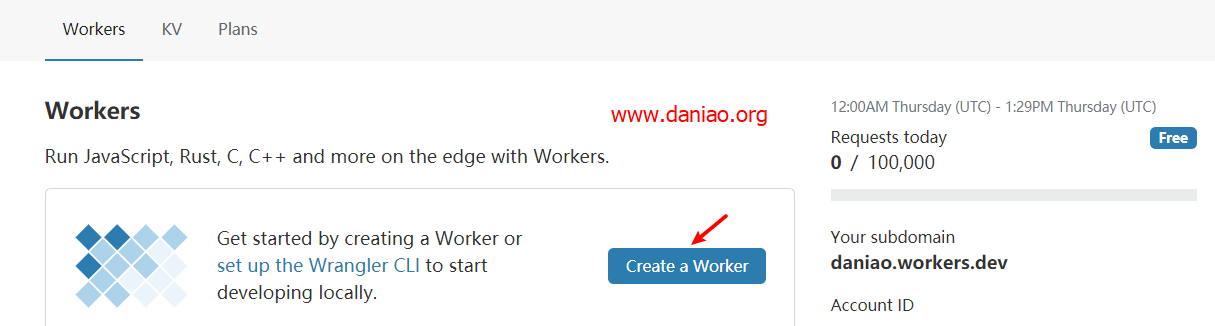 Workers KV Plans
Workers
www.daniao.org
Run JavaScript, Rust, C, C++ and more on the edge with Workers.
Get started by creating a Worker or
set up the Wrangler CLI to start
developing locally.
Create a Worker
12:00AM Thursday (UTC) - 1:29PM Thursday (UTC)
Requests today
Free
0 / 100,000
Your subdomain
daniao.workers.dev
Account ID